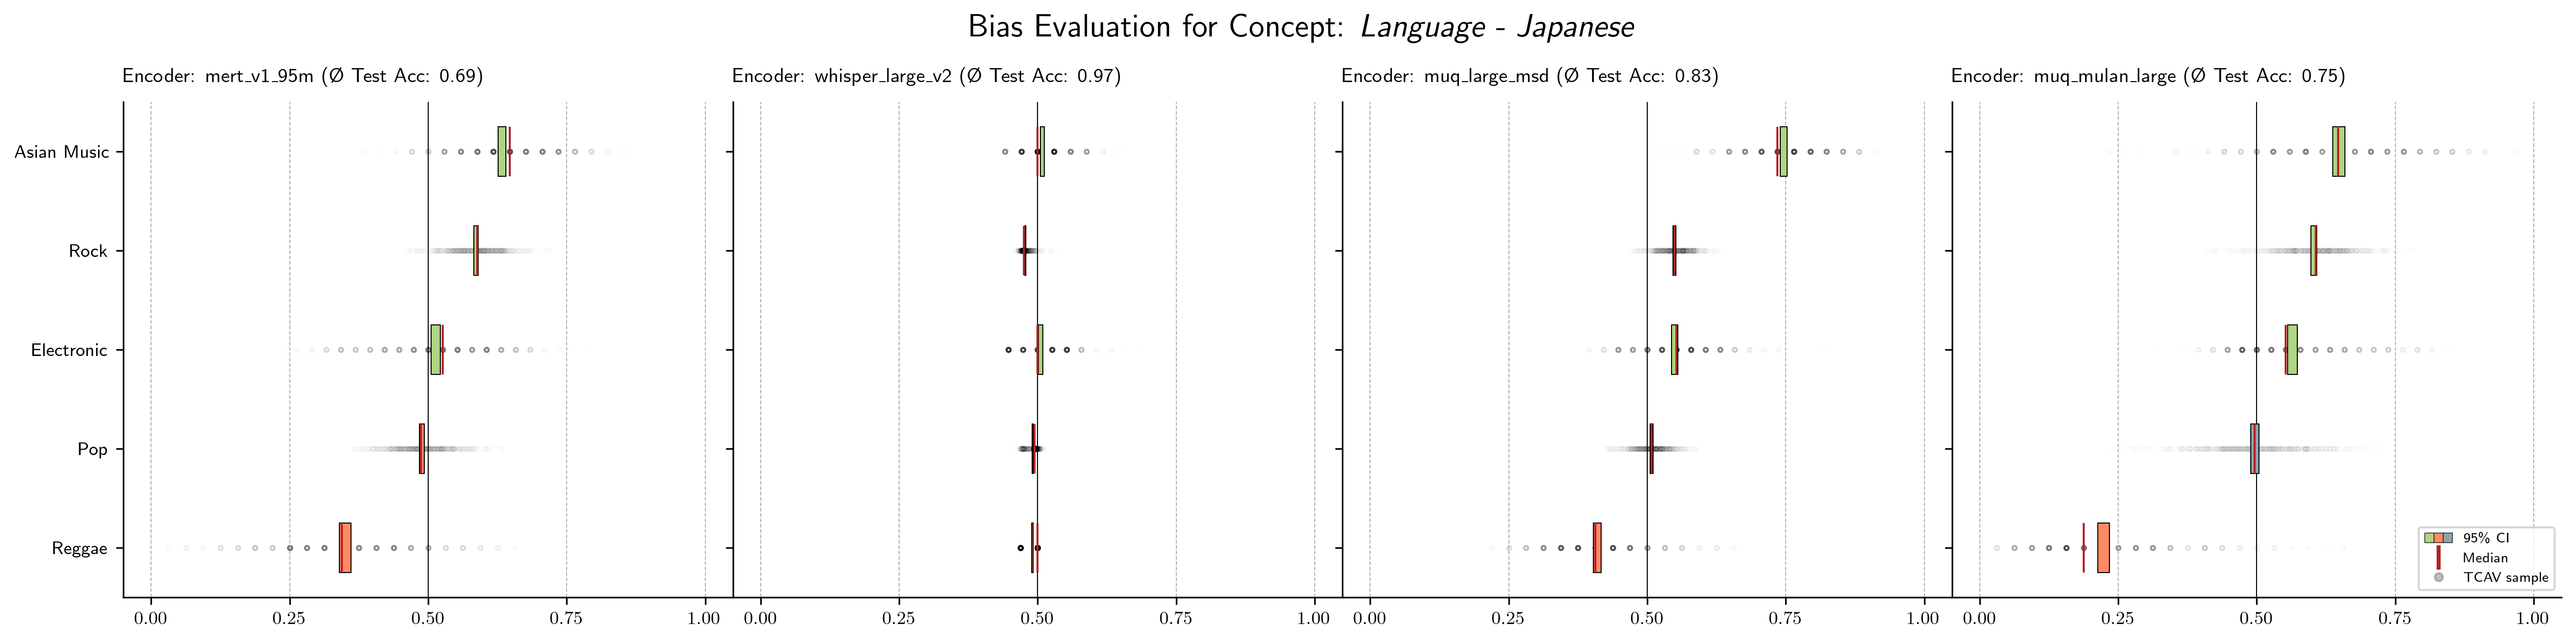 Bias Evaluation for Concept: Language - Japanese
Encoder: mert_v1_95m (Ø Test Acc: 0.69)
Encoder: whisper_large_v2 (Ø Test Acc: 0.97)
Encoder: muq_large_msd (Ø Test Acc: 0.83)
Encoder: muq_mulan_large (Ø Test Acc: 0.75)
Asian Music
Rock
Electronic
Pop
Reggae
95% CI
Median
TCAV sample
0.00 0.25 0.50 0.75 1.00
0.00 0.25 0.50 0.75 1.00
0.00 0.25 0.50 0.75 1.00
0.00 0.25 0.50 0.75 1.00